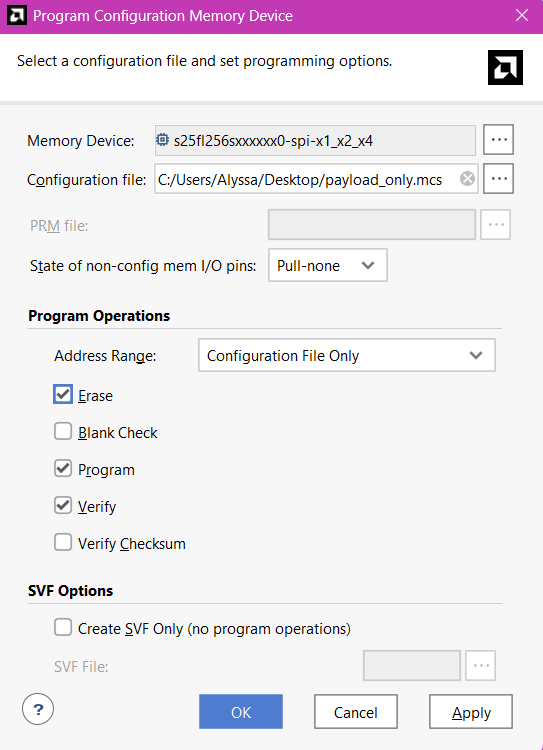 Program Configuration Memory Device
Select a configuration file and set programming options.
Memory Device: s25fl256sxxxxxx0-spi-x1_x2_x4 ...
Configuration file: C:/Users/Alyssa/Desktop/payload_only.mcs ...
PRM file: ...
State of non-config mem I/O pins: Pull-none
Program Operations
Address Range: Configuration File Only
Erase
Blank Check
Program
Verify
Verify Checksum
SVF Options
Create SVF Only (no program operations)
SVF File: ...
? OK Cancel Apply